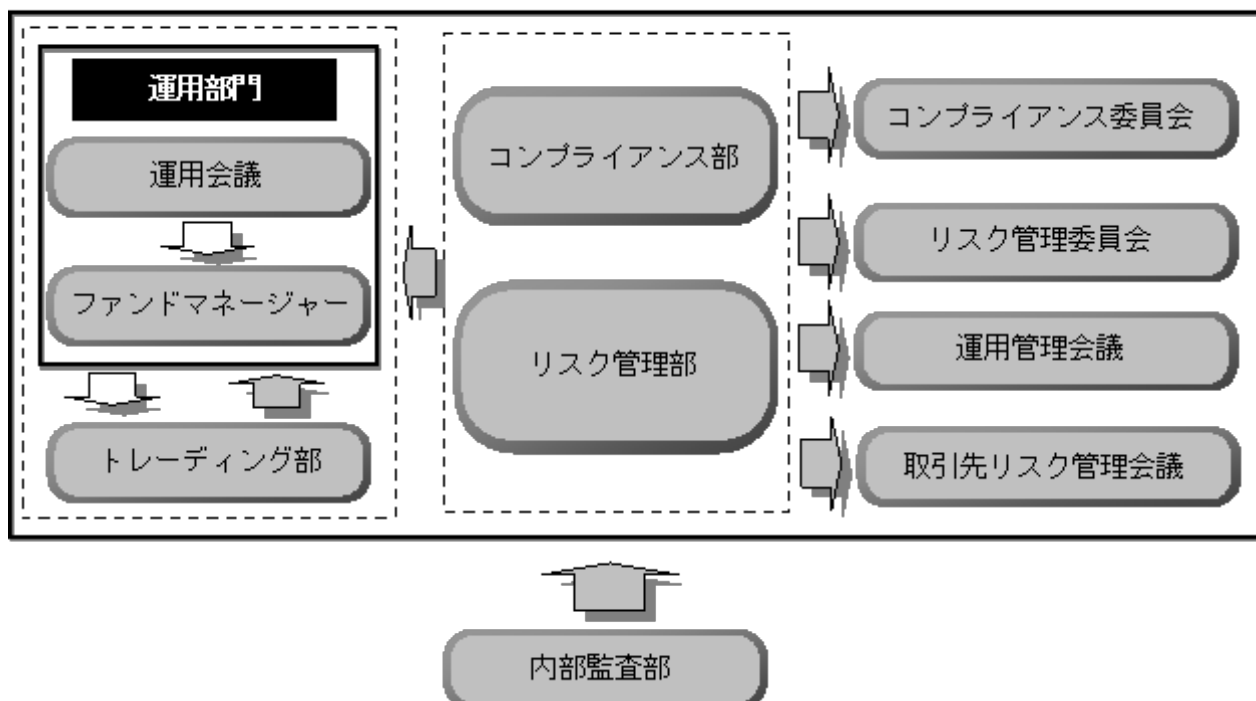 運用部門
運用会議
ファンドマネージャー
トレーディング部
コンプライアンス部
リスク管理部
コンプライアンス委員会
リスク管理委員会
運用管理会議
取引先リスク管理会議
内部監査部